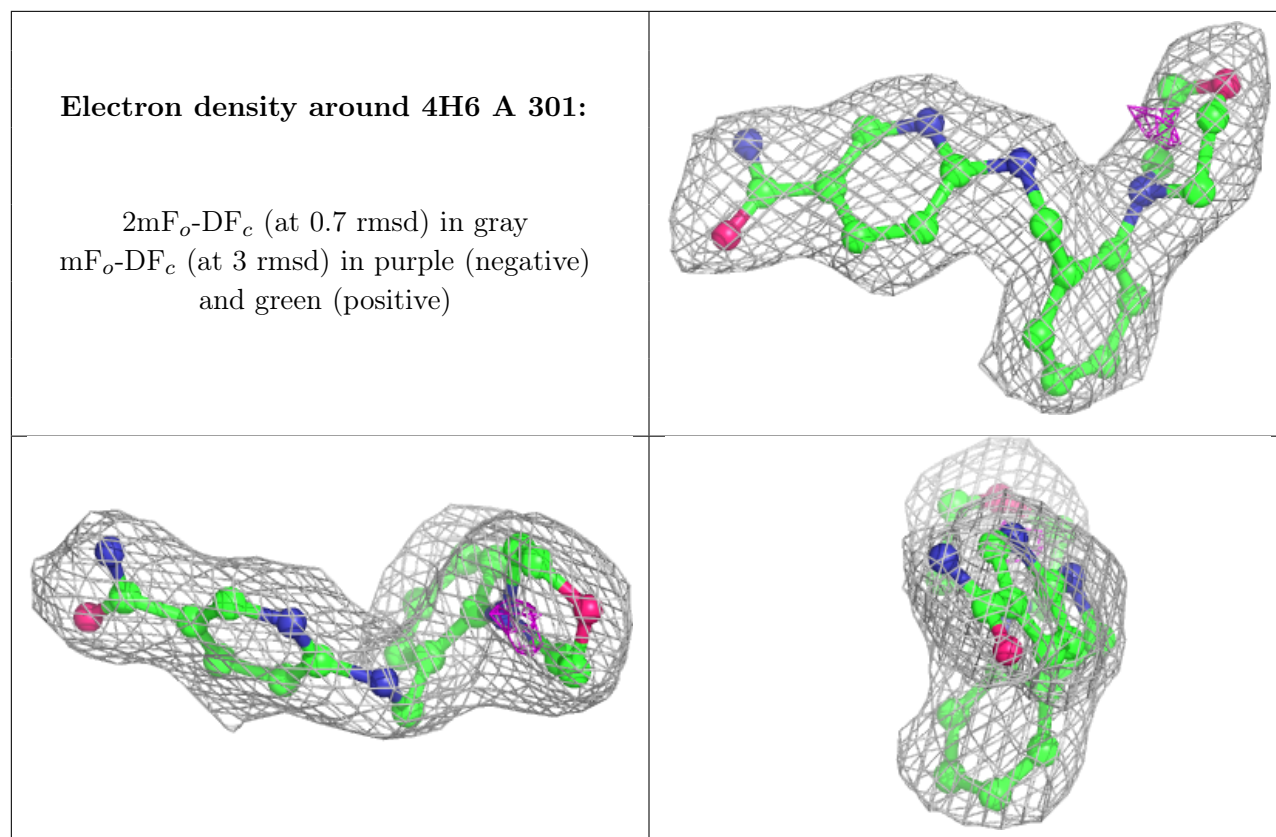 Electron density around 4H6 A 301:
2mFₒ-DF𝒸 (at 0.7 rmsd) in gray
mFₒ-DF𝒸 (at 3 rmsd) in purple (negative)
and green (positive)